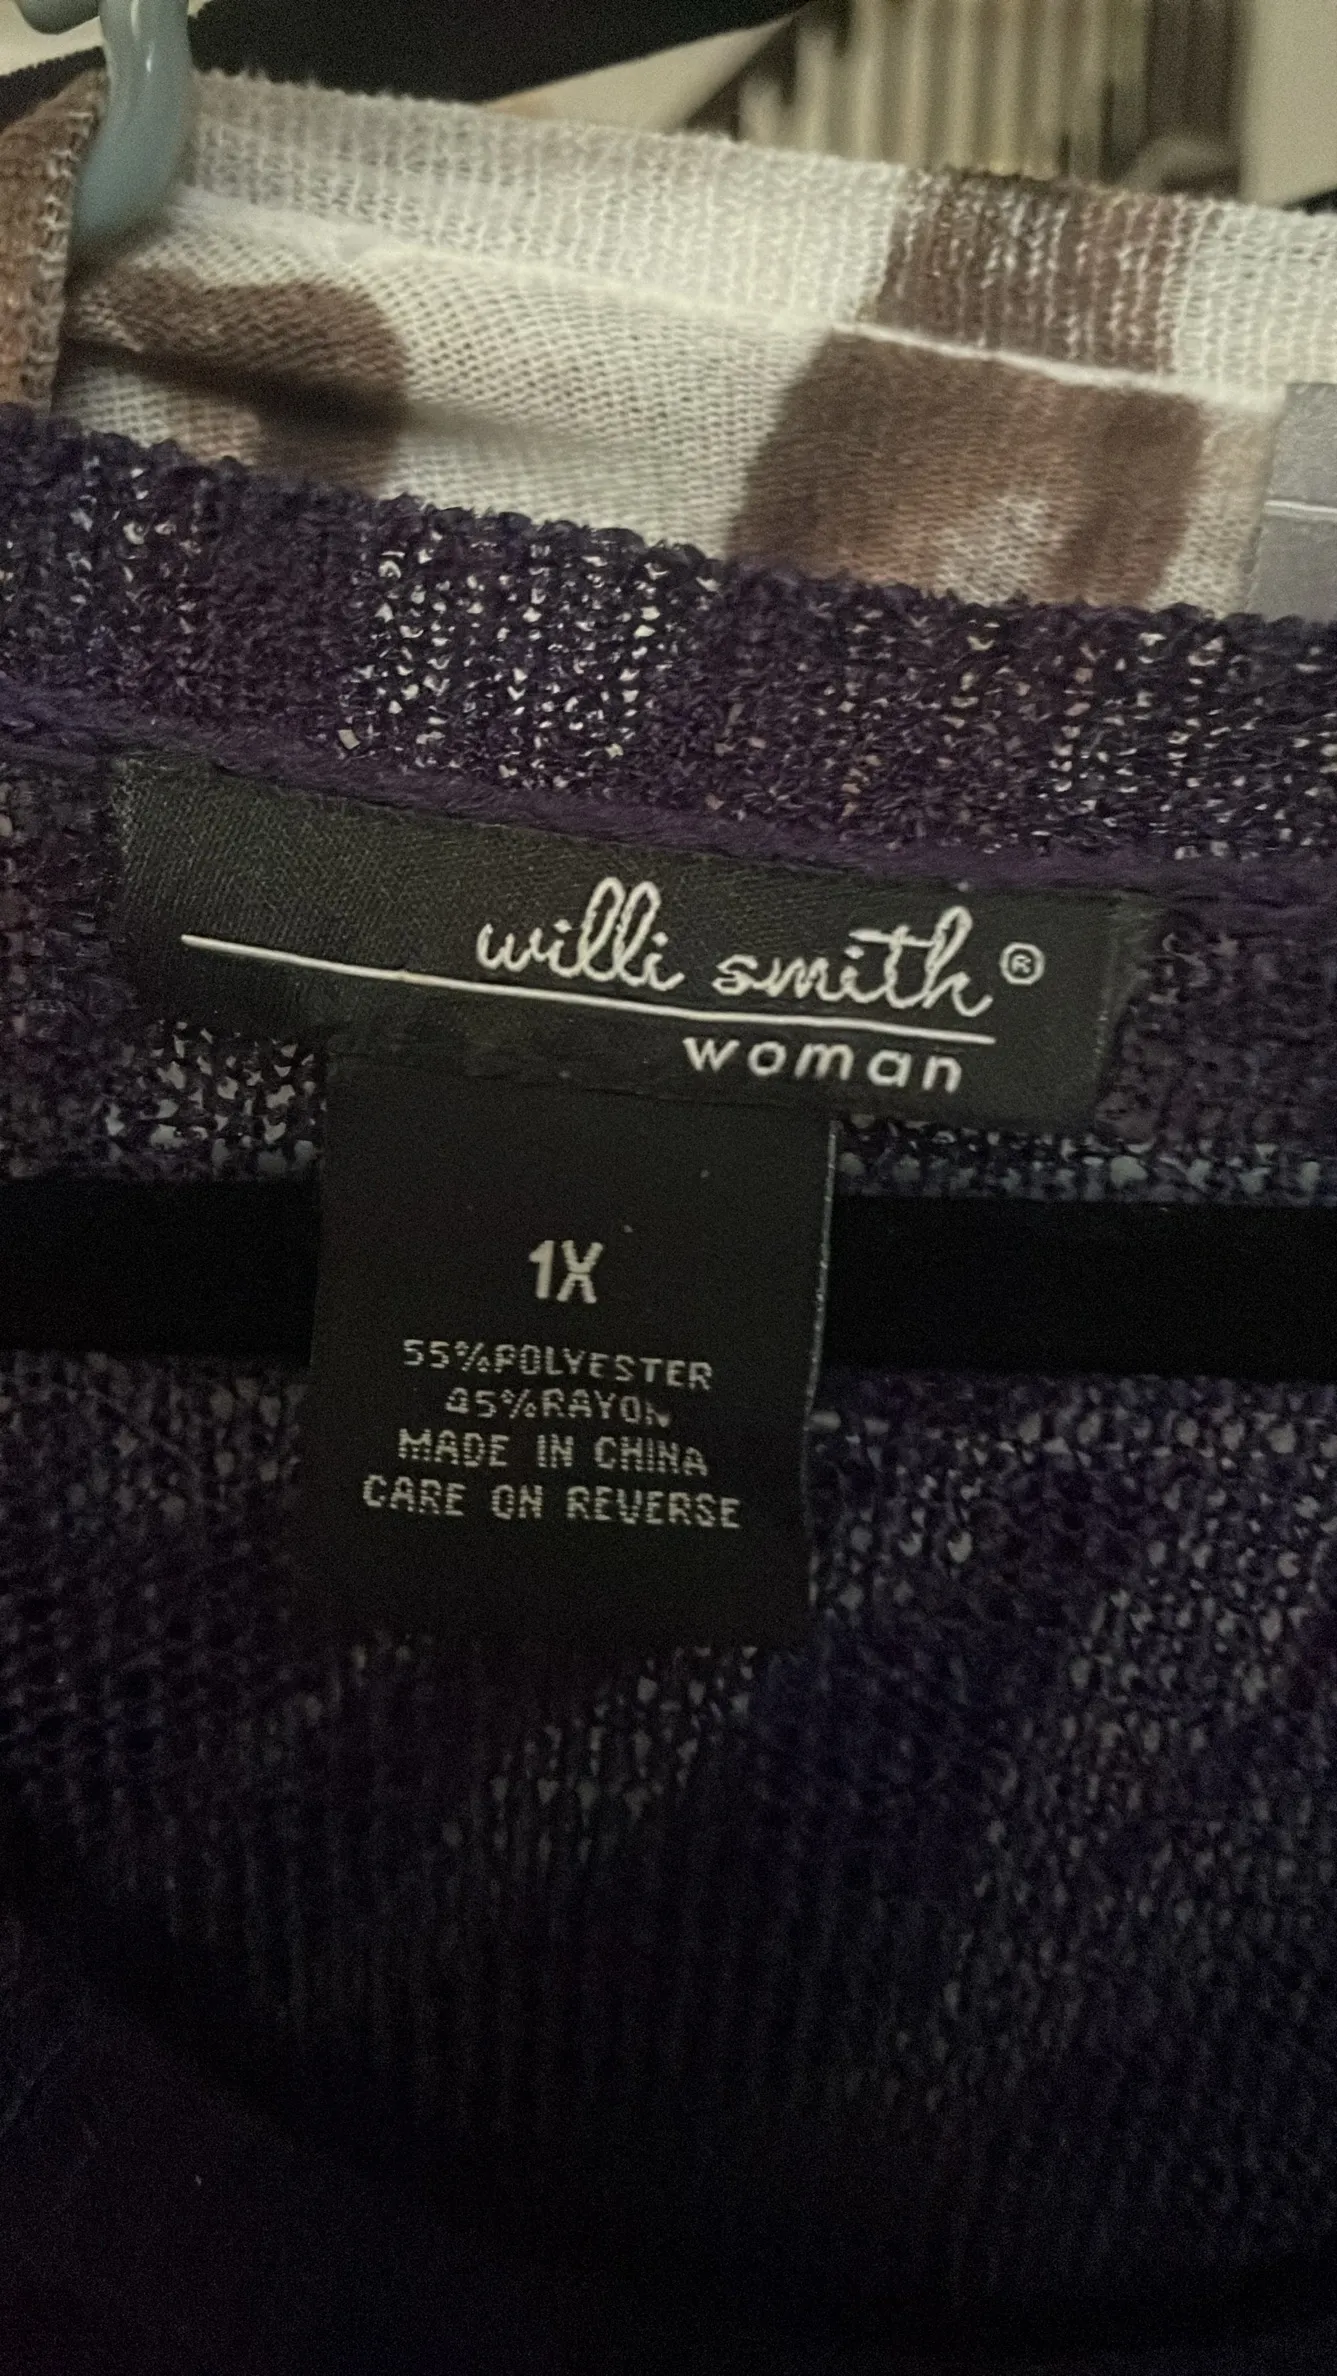 willi smith®
woman
1X
55%POLYESTER
45%RAYON
MADE IN CHINA
CARE ON REVERSE